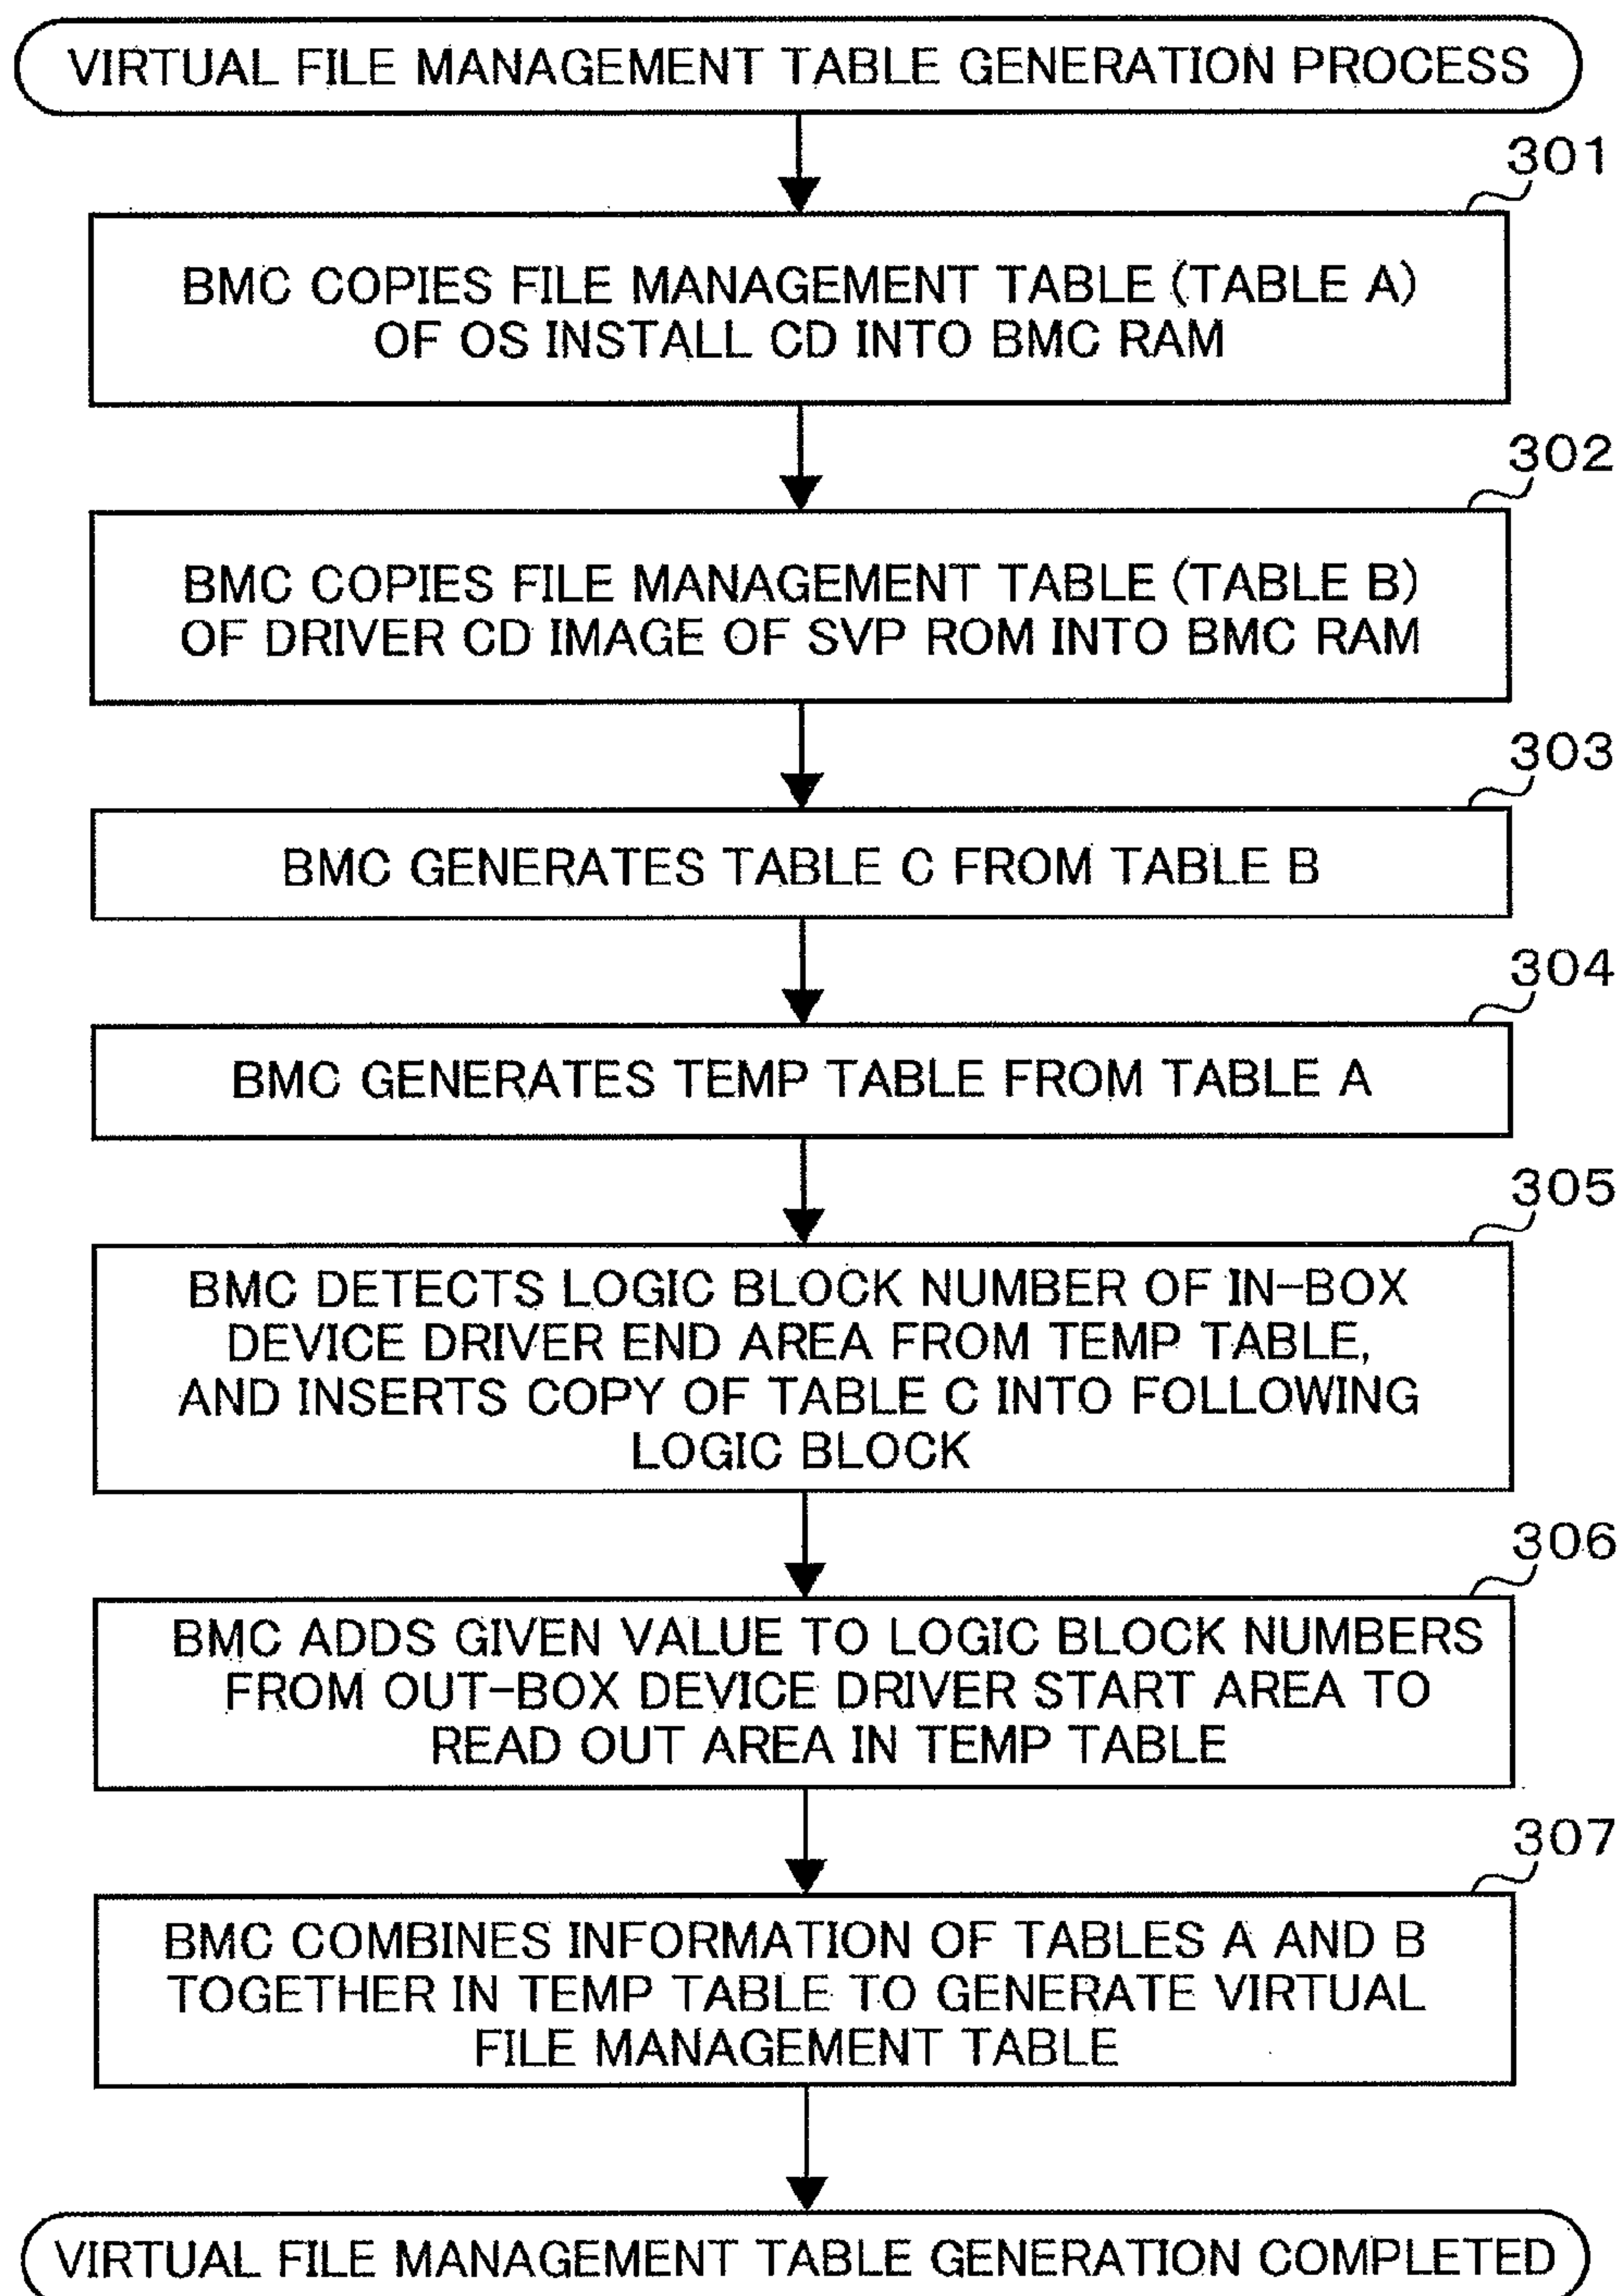 VIRTUAL FILE MANAGEMENT TABLE GENERATION PROCESS
301
BMC COPIES FILE MANAGEMENT TABLE (TABLE A)
OF OS INSTALL CD INTO BMC RAM
302
BMC COPIES FILE MANAGEMENT TABLE (TABLE B)
OF DRIVER CD IMAGE OF SVP ROM INTO BMC RAM
303
BMC GENERATES TABLE C FROM TABLE B
304
BMC GENERATES TEMP TABLE FROM TABLE A
305
BMC DETECTS LOGIC BLOCK NUMBER OF IN-BOX
DEVICE DRIVER END AREA FROM TEMP TABLE,
AND INSERTS COPY OF TABLE C INTO FOLLOWING
LOGIC BLOCK
306
BMC ADDS GIVEN VALUE TO LOGIC BLOCK NUMBERS
FROM OUT-BOX DEVICE DRIVER START AREA TO
READ OUT AREA IN TEMP TABLE
307
BMC COMBINES INFORMATION OF TABLES A AND B
TOGETHER IN TEMP TABLE TO GENERATE VIRTUAL
FILE MANAGEMENT TABLE
VIRTUAL FILE MANAGEMENT TABLE GENERATION COMPLETED